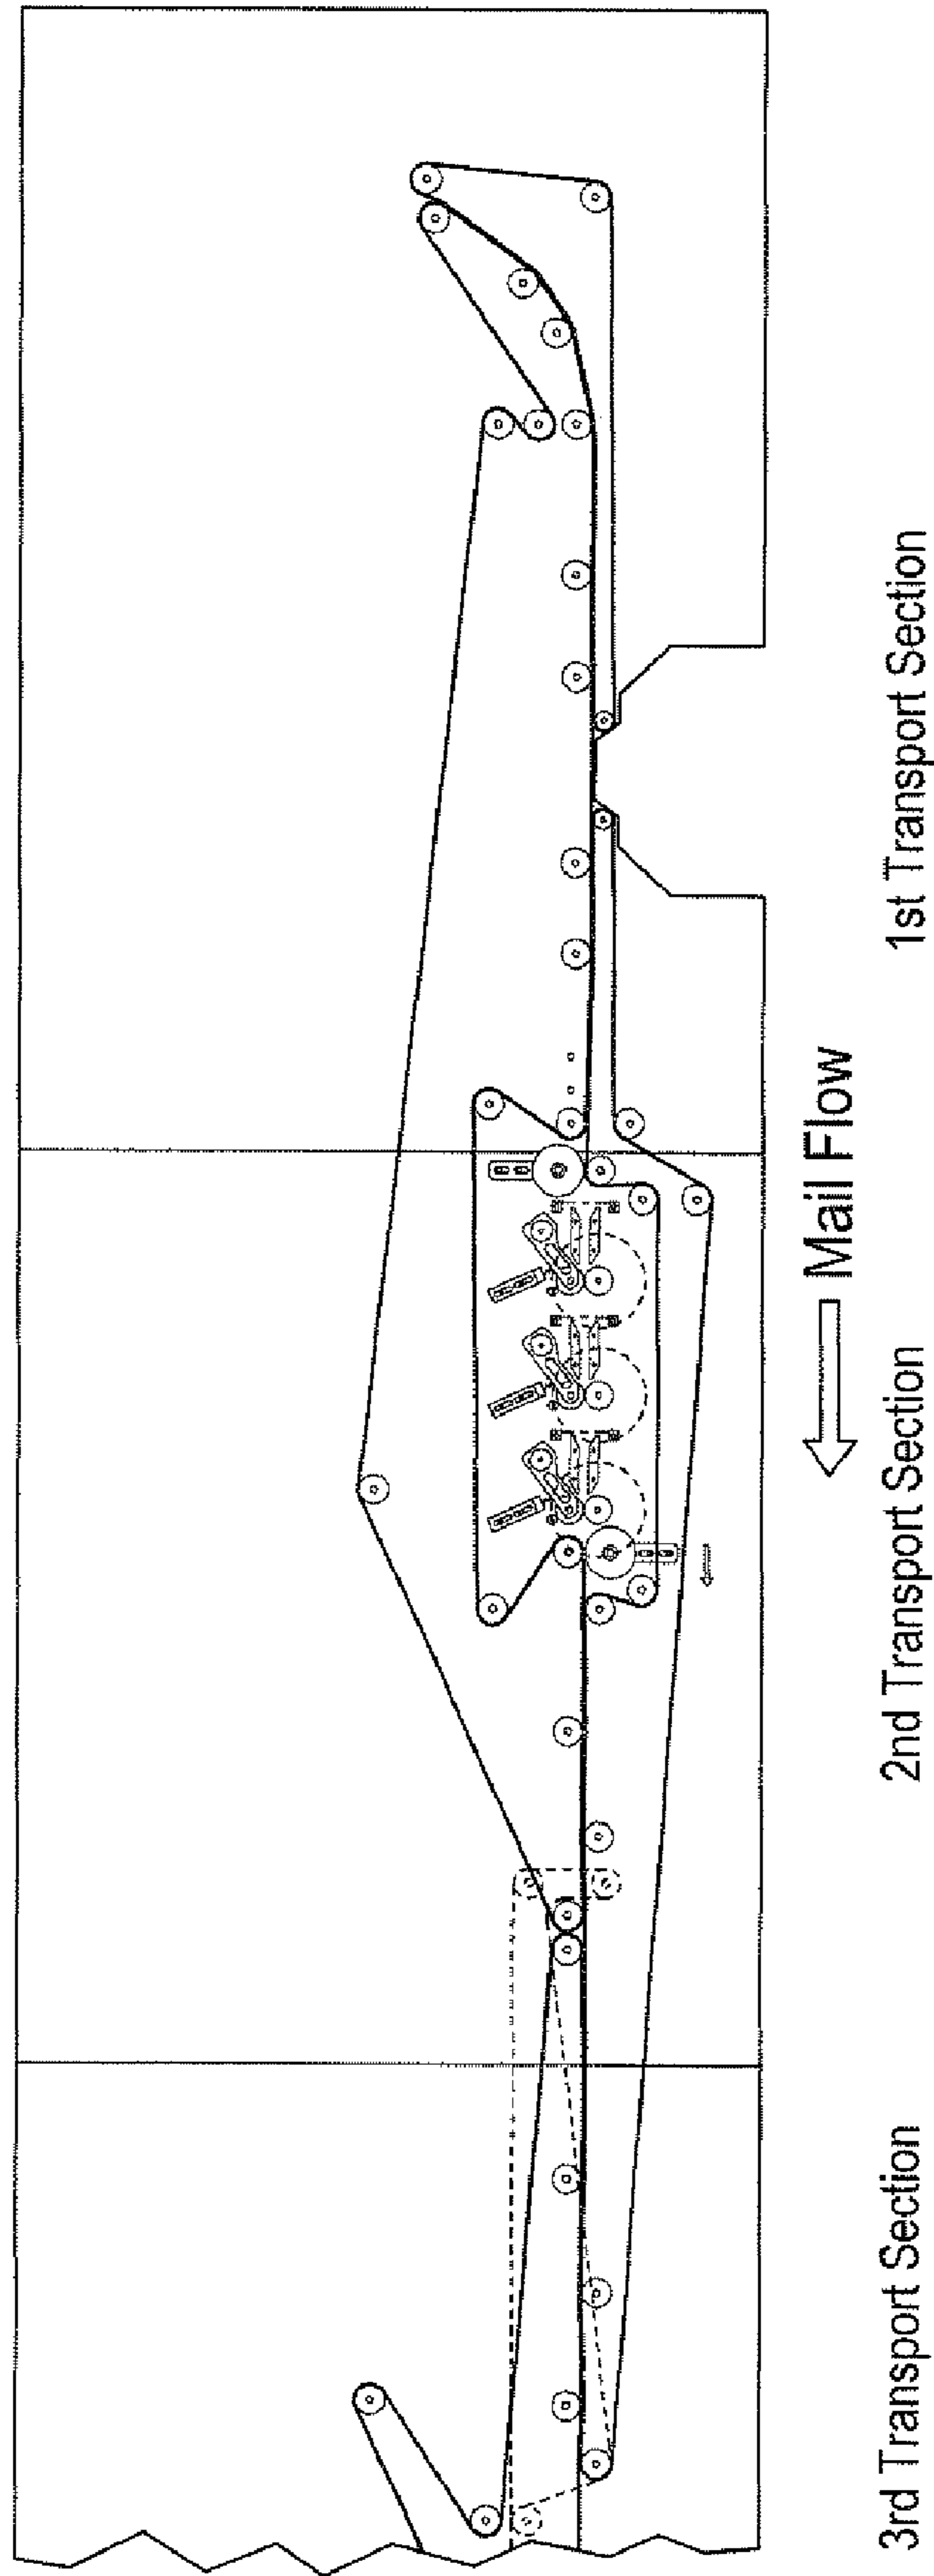 3rd Transport Section
2nd Transport Section
1st Transport Section
Mail Flow